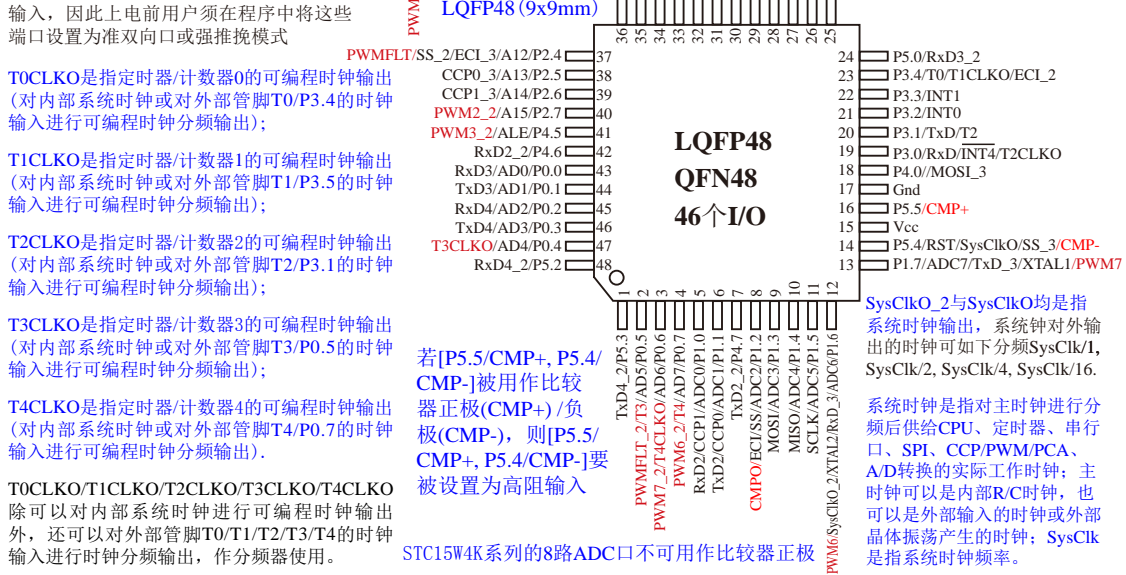 输入，因此上电前用户须在程序中将这些
端口设置为准双向口或强推挽模式
T0CLKO是指定时器/计数器0的可编程时钟输出
(对内部系统时钟或对外部管脚T0/P3.4的时钟
输入进行可编程时钟分频输出);
T1CLKO是指定时器/计数器1的可编程时钟输出
(对内部系统时钟或对外部管脚T1/P3.5的时钟
输入进行可编程时钟分频输出);
T2CLKO是指定时器/计数器2的可编程时钟输出
(对内部系统时钟或对外部管脚T2/P3.1的时钟
输入进行可编程时钟分频输出);
T3CLKO是指定时器/计数器3的可编程时钟输出
(对内部系统时钟或对外部管脚T3/P0.5的时钟
输入进行可编程时钟分频输出);
T4CLKO是指定时器/计数器4的可编程时钟输出
(对内部系统时钟或对外部管脚T4/P0.7的时钟
输入进行可编程时钟分频输出).
T0CLKO/T1CLKO/T2CLKO/T3CLKO/T4CLKO
除可以对内部系统时钟进行可编程时钟输出
外，还可以对外部管脚T0/T1/T2/T3/T4的时钟
输入进行时钟分频输出，作分频器使用。
PWM
LQFP48(9x9mm)
36
35
34
33
32
31
30
29
28
27
26
25
PWMFLT/SS_2/ECI_3/A12/P2.4 37
CCP0_3/A13/P2.5 38
CCP1_3/A14/P2.6 39
PWM2_2/A15/P2.7 40
PWM3_2/ALE/P4.5 41
RxD2_2/P4.6 42
RxD3/AD0/P0.0 43
TxD3/AD1/P0.1 44
RxD4/AD2/P0.2 45
TxD4/AD3/P0.3 46
T3CLKO/AD4/P0.4 47
RxD4_2/P5.2 48
LQFP48
QFN48
46个I/O
24 P5.0/RxD3_2
23 P3.4/T0/T1CLKO/ECI_2
22 P3.3/INT1
21 P3.2/INT0
20 P3.1/TxD/T2
19 P3.0/RxD/INT4/T2CLKO
18 P4.0//MOSI_3
17 Gnd
16 P5.5/CMP+
15 Vcc
14 P5.4/RST/SysClkO/SS_3/CMP-
13 P1.7/ADC7/TxD_3/XTAL1/PWM7
1 TxD4_2/P5.3
2 PWMFLT_2/T3/AD5/P0.5
3 PWM7_2/T4CLKO/AD6/P0.6
4 PWM6_2/T4/AD7/P0.7
5 RxD2/CCP1/ADC0/P1.0
6 TxD2/CCP0/ADC1/P1.1
7 TxD2_2/P4.7
8 CMPO/ECI/SS/ADC2/P1.2
9 MOSI/ADC3/P1.3
10 MISO/ADC4/P1.4
11 SCLK/ADC5/P1.5
12 PWM6/SysClkO_2/XTAL2/RxD_3/ADC6/P1.6
若[P5.5/CMP+, P5.4/
CMP-]被用作比较
器正极(CMP+) /负
极(CMP-)，则[P5.5/
CMP+, P5.4/CMP-]要
被设置为高阻输入
STC15W4K系列的8路ADC口不可用作比较器正极
SysClkO_2与SysClkO均是指
系统时钟输出，系统钟对外输
出的时钟可如下分频SysClk/1,
SysClk/2, SysClk/4, SysClk/16.
系统时钟是指对主时钟进行分
频后供给CPU、定时器、串行
口、SPI、CCP/PWM/PCA、
A/D转换的实际工作时钟；主
时钟可以是内部R/C时钟，也
可以是外部输入的时钟或外部
晶体振荡产生的时钟；SysClk
是指系统时钟频率。